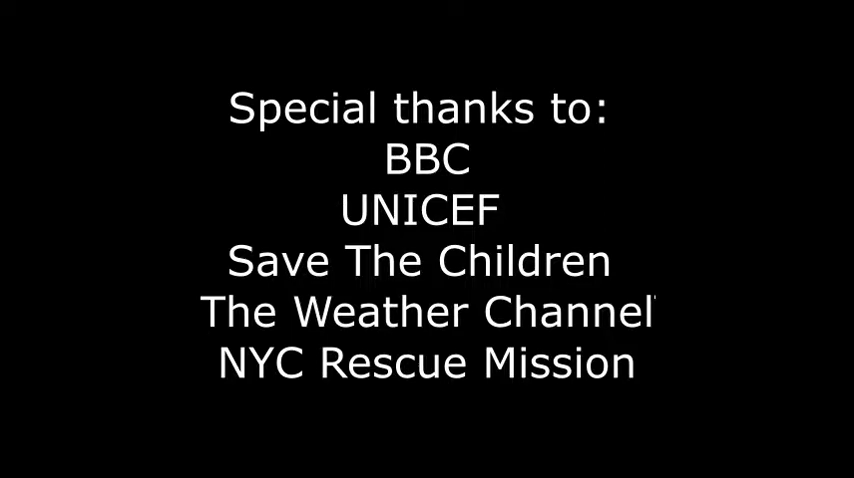 Special thanks to:
BBC
UNICEF
Save The Children
The Weather Channel
NYC Rescue Mission